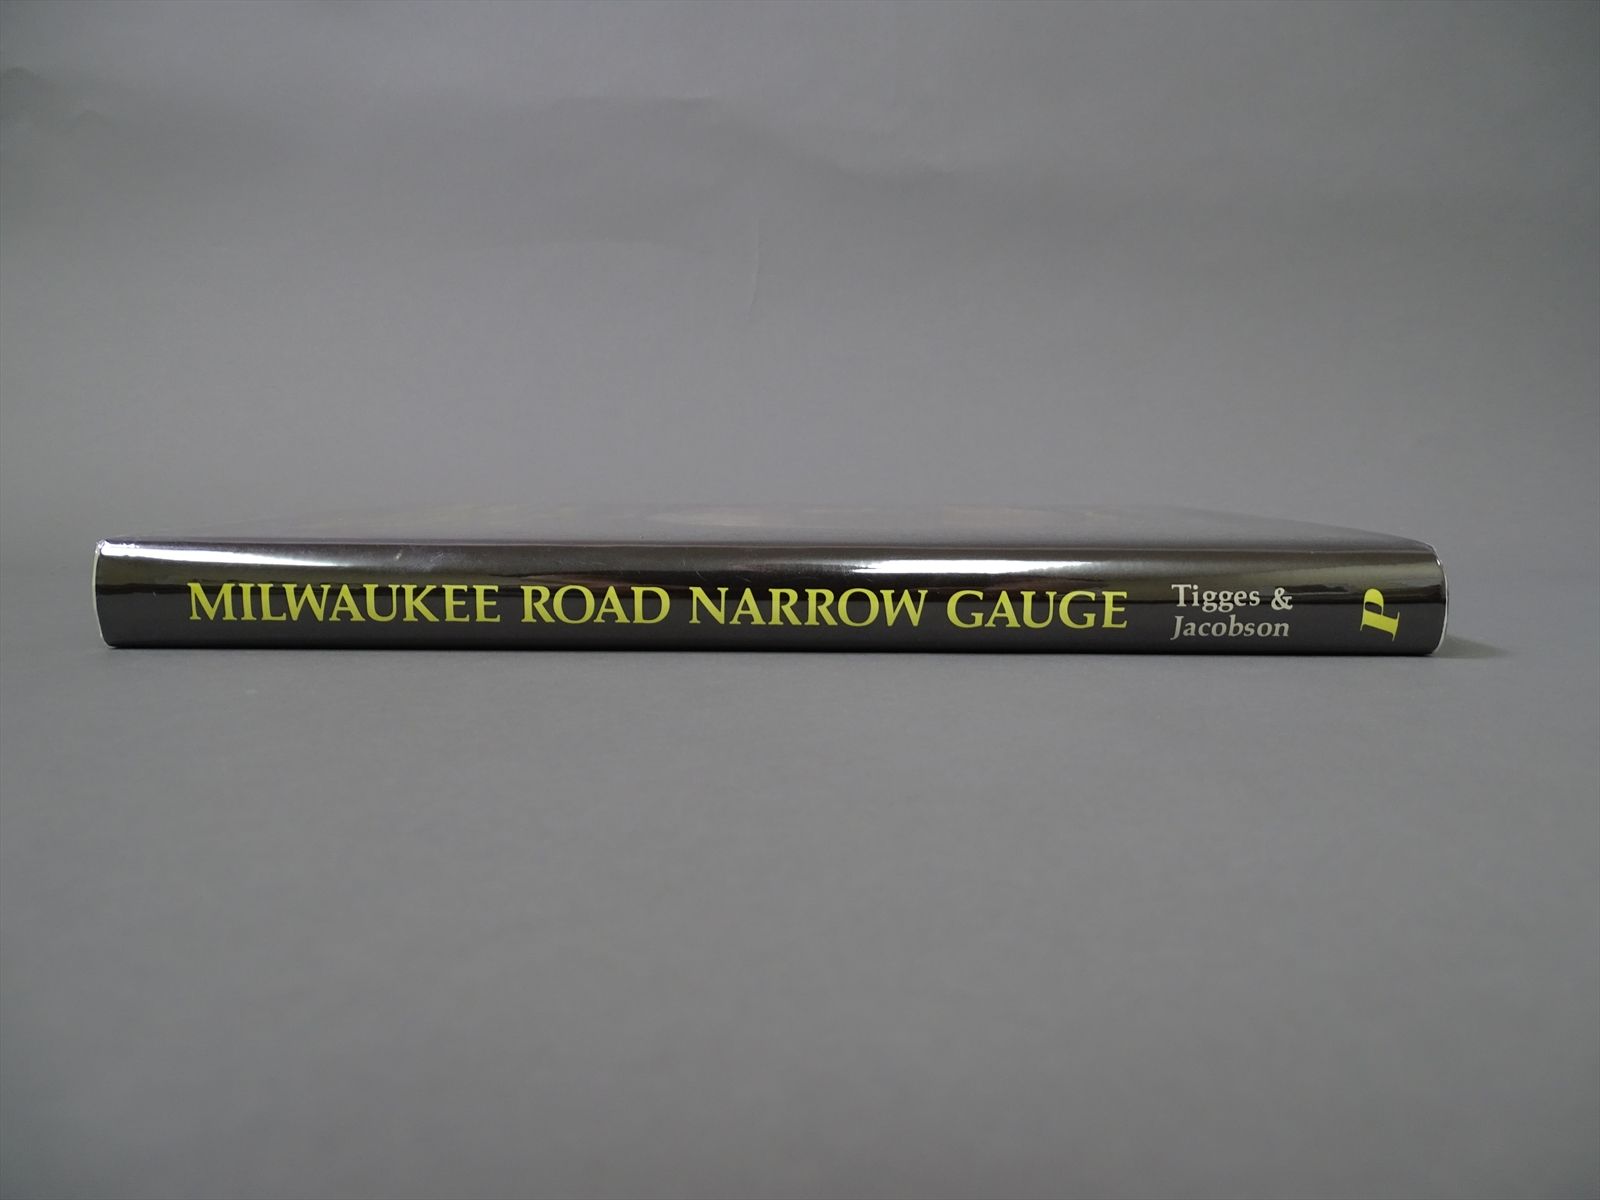 MILWAUKEE ROAD NARROW GAUGE
Tigges &
Jacobson
P